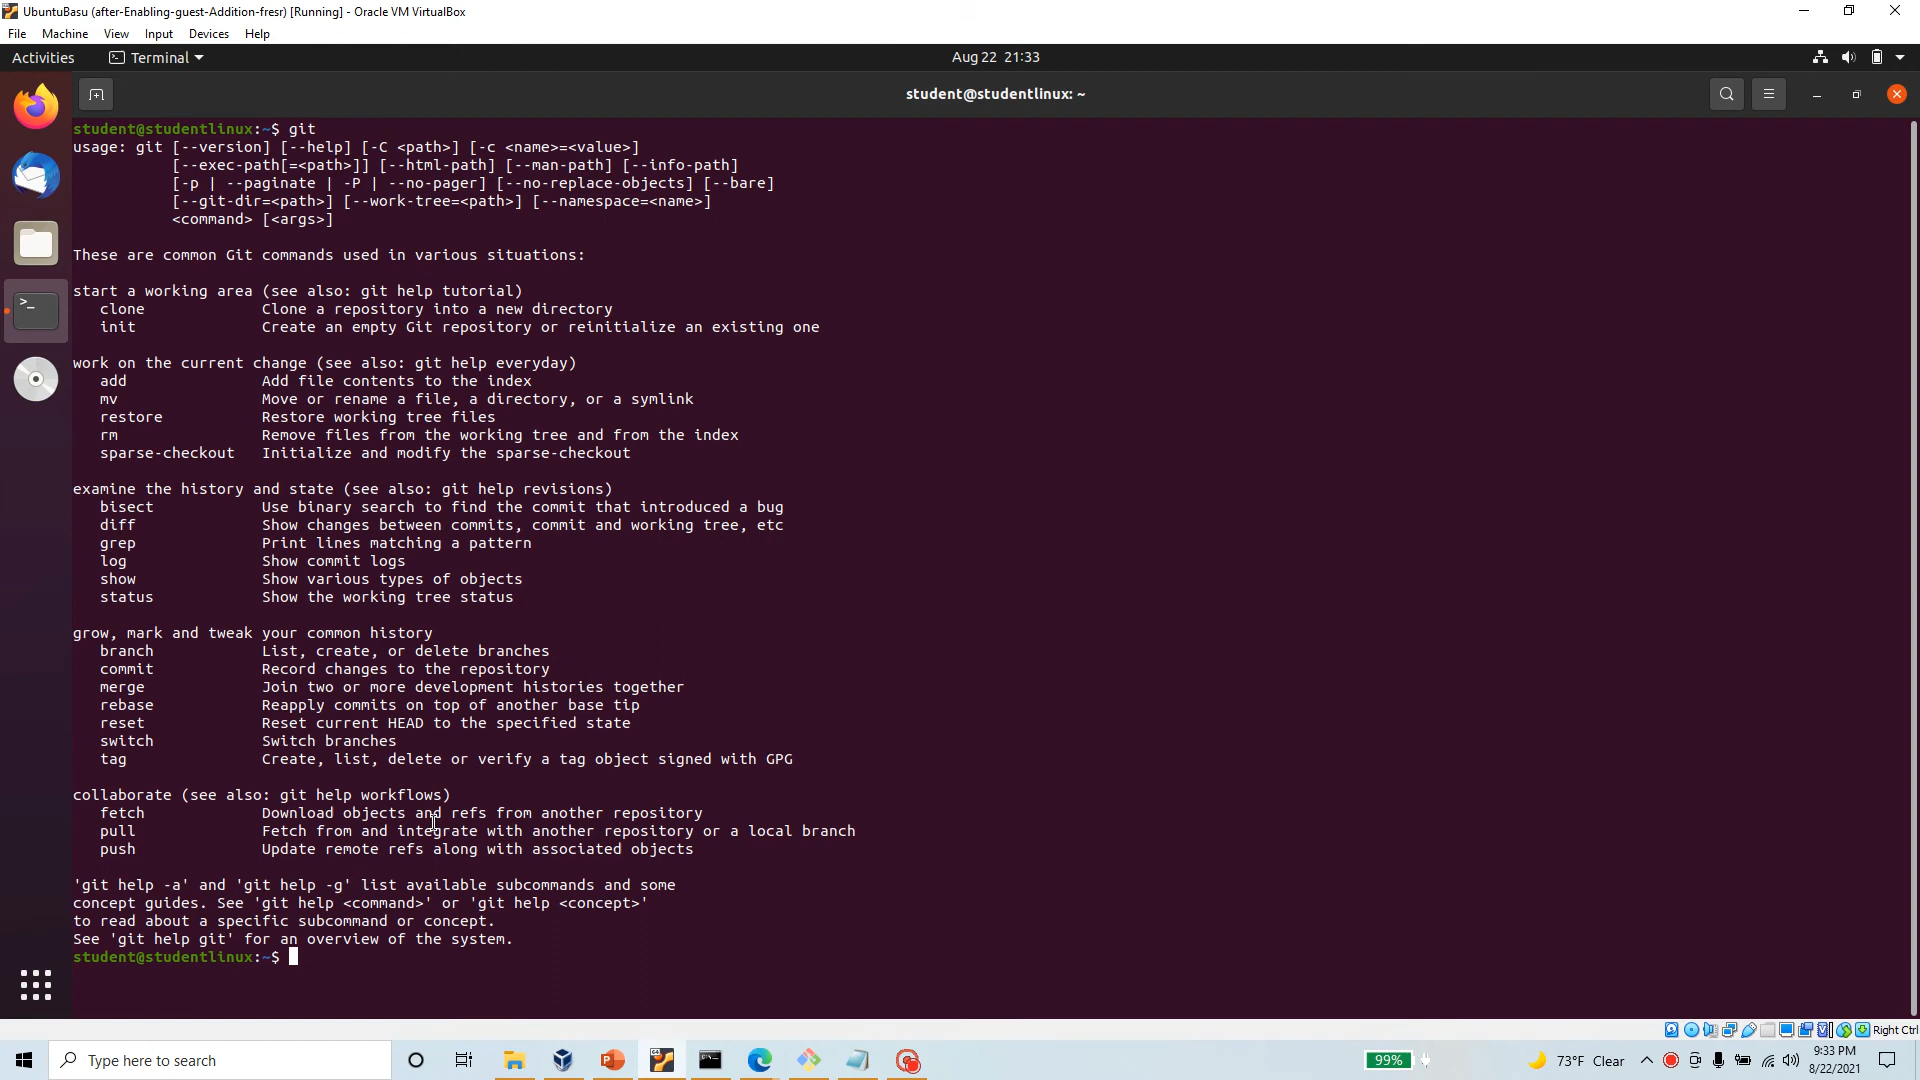 UbuntuBasu (after-Enabling-guest-Addition-fresr) [Running] - Oracle VM VirtualBox
File Machine View Input Devices Help
Activities Terminal Aug 22 21:33
student@studentlinux: ~
student@studentlinux:~$ git
usage: git [--version] [--help] [-C <path>] [-c <name>=<value>]
[--exec-path[=<path>]] [--html-path] [--man-path] [--info-path]
[-p | --paginate | -P | --no-pager] [--no-replace-objects] [--bare]
[--git-dir=<path>] [--work-tree=<path>] [--namespace=<name>]
<command> [<args>]
These are common Git commands used in various situations:
start a working area (see also: git help tutorial)
clone Clone a repository into a new directory
init Create an empty Git repository or reinitialize an existing one
work on the current change (see also: git help everyday)
add Add file contents to the index
mv Move or rename a file, a directory, or a symlink
restore Restore working tree files
rm Remove files from the working tree and from the index
sparse-checkout Initialize and modify the sparse-checkout
examine the history and state (see also: git help revisions)
bisect Use binary search to find the commit that introduced a bug
diff Show changes between commits, commit and working tree, etc
grep Print lines matching a pattern
log Show commit logs
show Show various types of objects
status Show the working tree status
grow, mark and tweak your common history
branch List, create, or delete branches
commit Record changes to the repository
merge Join two or more development histories together
rebase Reapply commits on top of another base tip
reset Reset current HEAD to the specified state
switch Switch branches
tag Create, list, delete or verify a tag object signed with GPG
collaborate (see also: git help workflows)
fetch Download objects and refs from another repository
pull Fetch from and integrate with another repository or a local branch
push Update remote refs along with associated objects
'git help -a' and 'git help -g' list available subcommands and some
concept guides. See 'git help <command>' or 'git help <concept>'
to read about a specific subcommand or concept.
See 'git help git' for an overview of the system.
student@studentlinux:~$
Right Ctrl
Type here to search 99% 73°F Clear 9:33 PM
8/22/2021